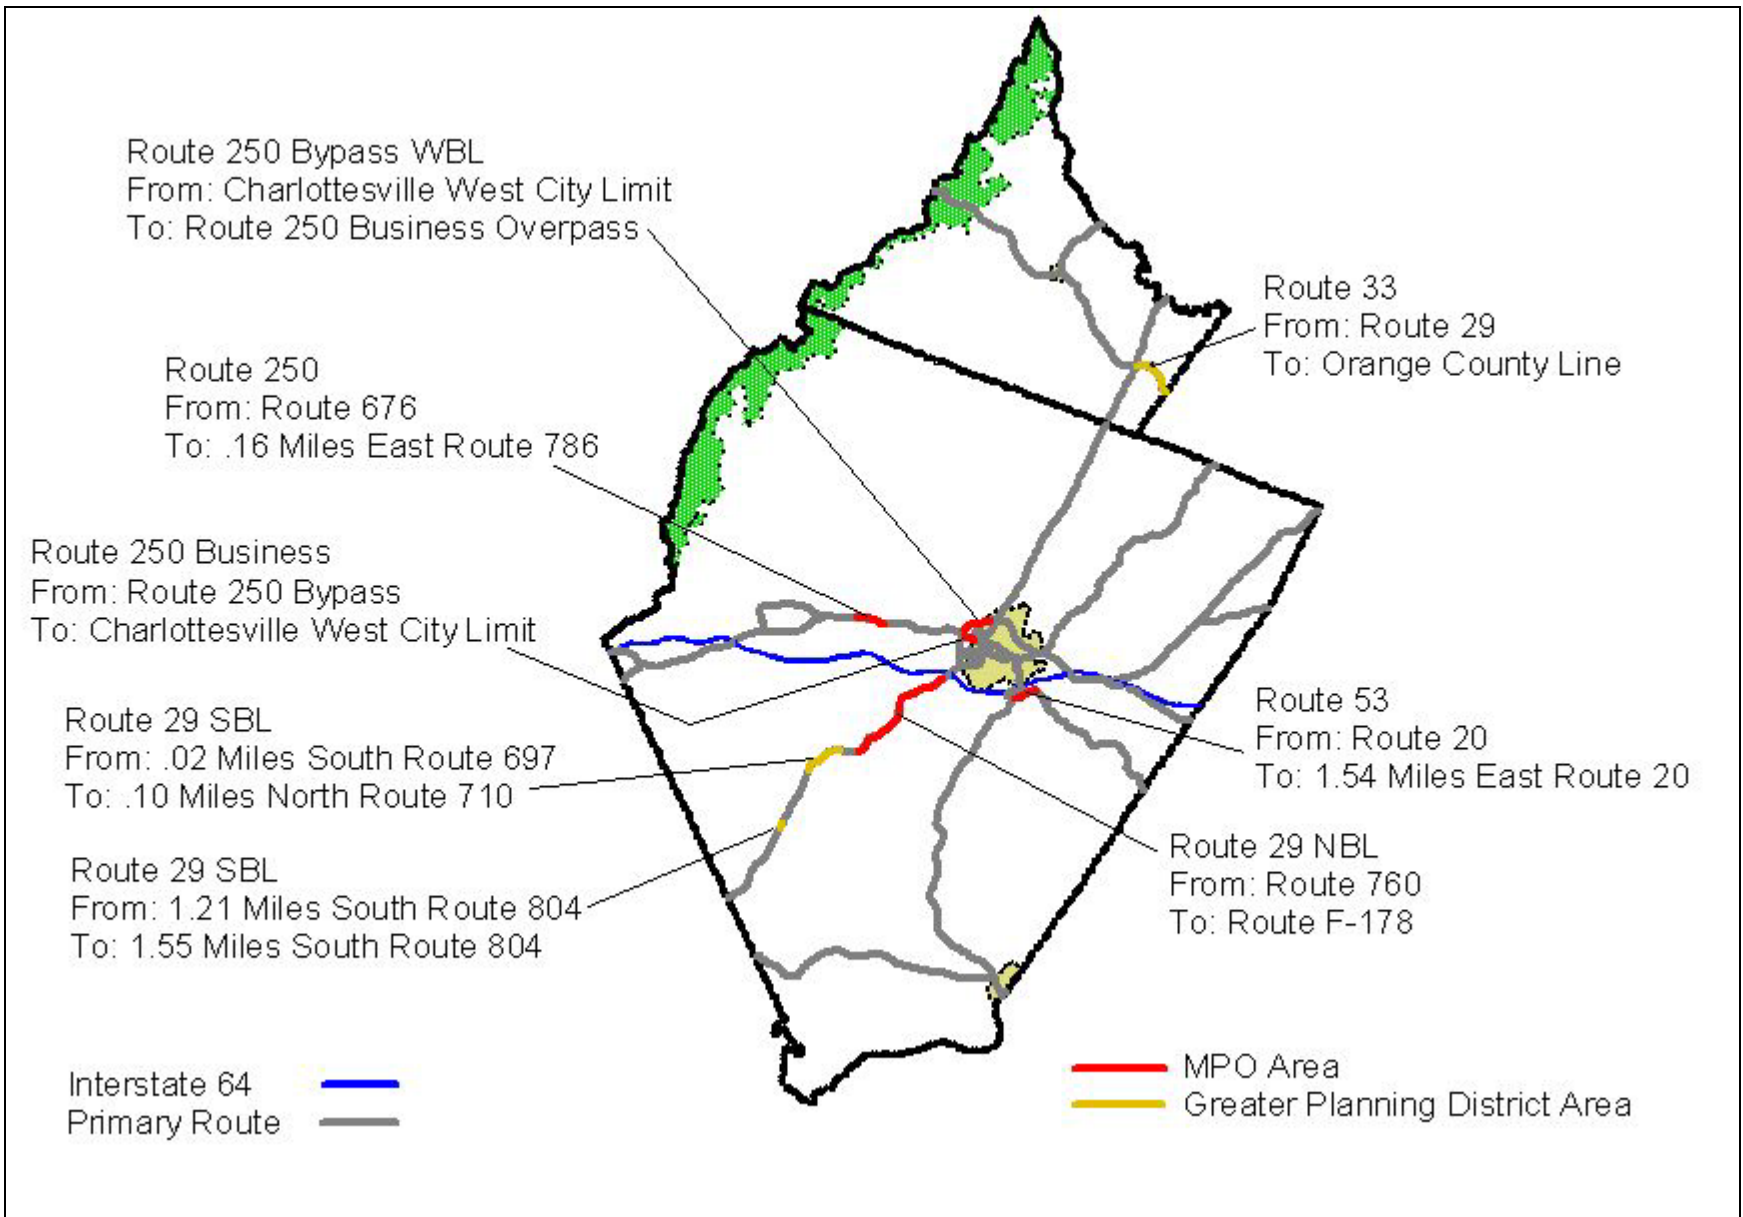 Route 250 Bypass WBL
From: Charlottesville West City Limit
To: Route 250 Business Overpass
Route 33
From: Route 29
To: Orange County Line
Route 250
From: Route 676
To: .16 Miles East Route 786
Route 250 Business
From: Route 250 Bypass
To: Charlottesville West City Limit
Route 29 SBL
From: .02 Miles South Route 697
To: .10 Miles North Route 710
Route 53
From: Route 20
To: 1.54 Miles East Route 20
Route 29 SBL
From: 1.21 Miles South Route 804
To: 1.55 Miles South Route 804
Route 29 NBL
From: Route 760
To: Route F-178
Interstate 64
Primary Route
MPO Area
Greater Planning District Area